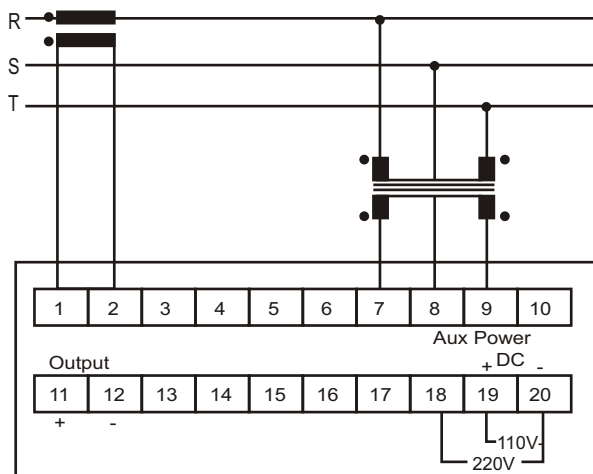 R
S
T
1 2 3 4 5 6 7 8 9 10
Aux Power
Output + DC -
11 12 13 14 15 16 17 18 19 20
+ -
110V
220V